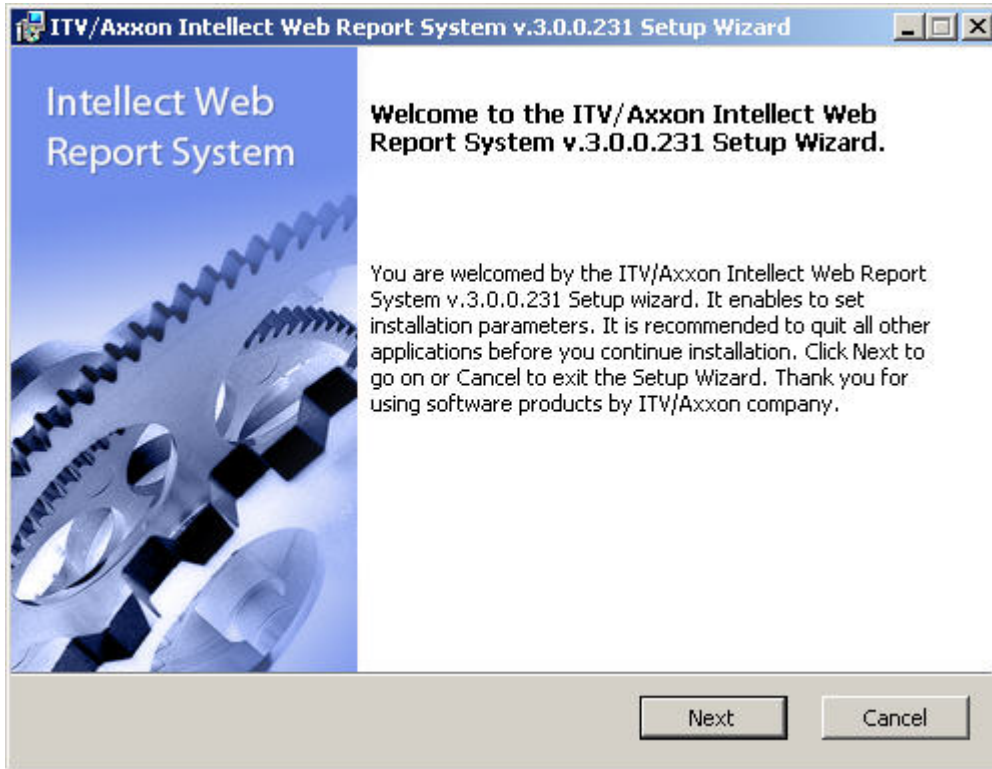 ITV/Axxon Intellect Web Report System v.3.0.0.231 Setup Wizard
Intellect Web
Report System
Welcome to the ITV/Axxon Intellect Web
Report System v.3.0.0.231 Setup Wizard.
You are welcomed by the ITV/Axxon Intellect Web Report
System v.3.0.0.231 Setup wizard. It enables to set
installation parameters. It is recommended to quit all other
applications before you continue installation. Click Next to
go on or Cancel to exit the Setup Wizard. Thank you for
using software products by ITV/Axxon company.
Next
Cancel